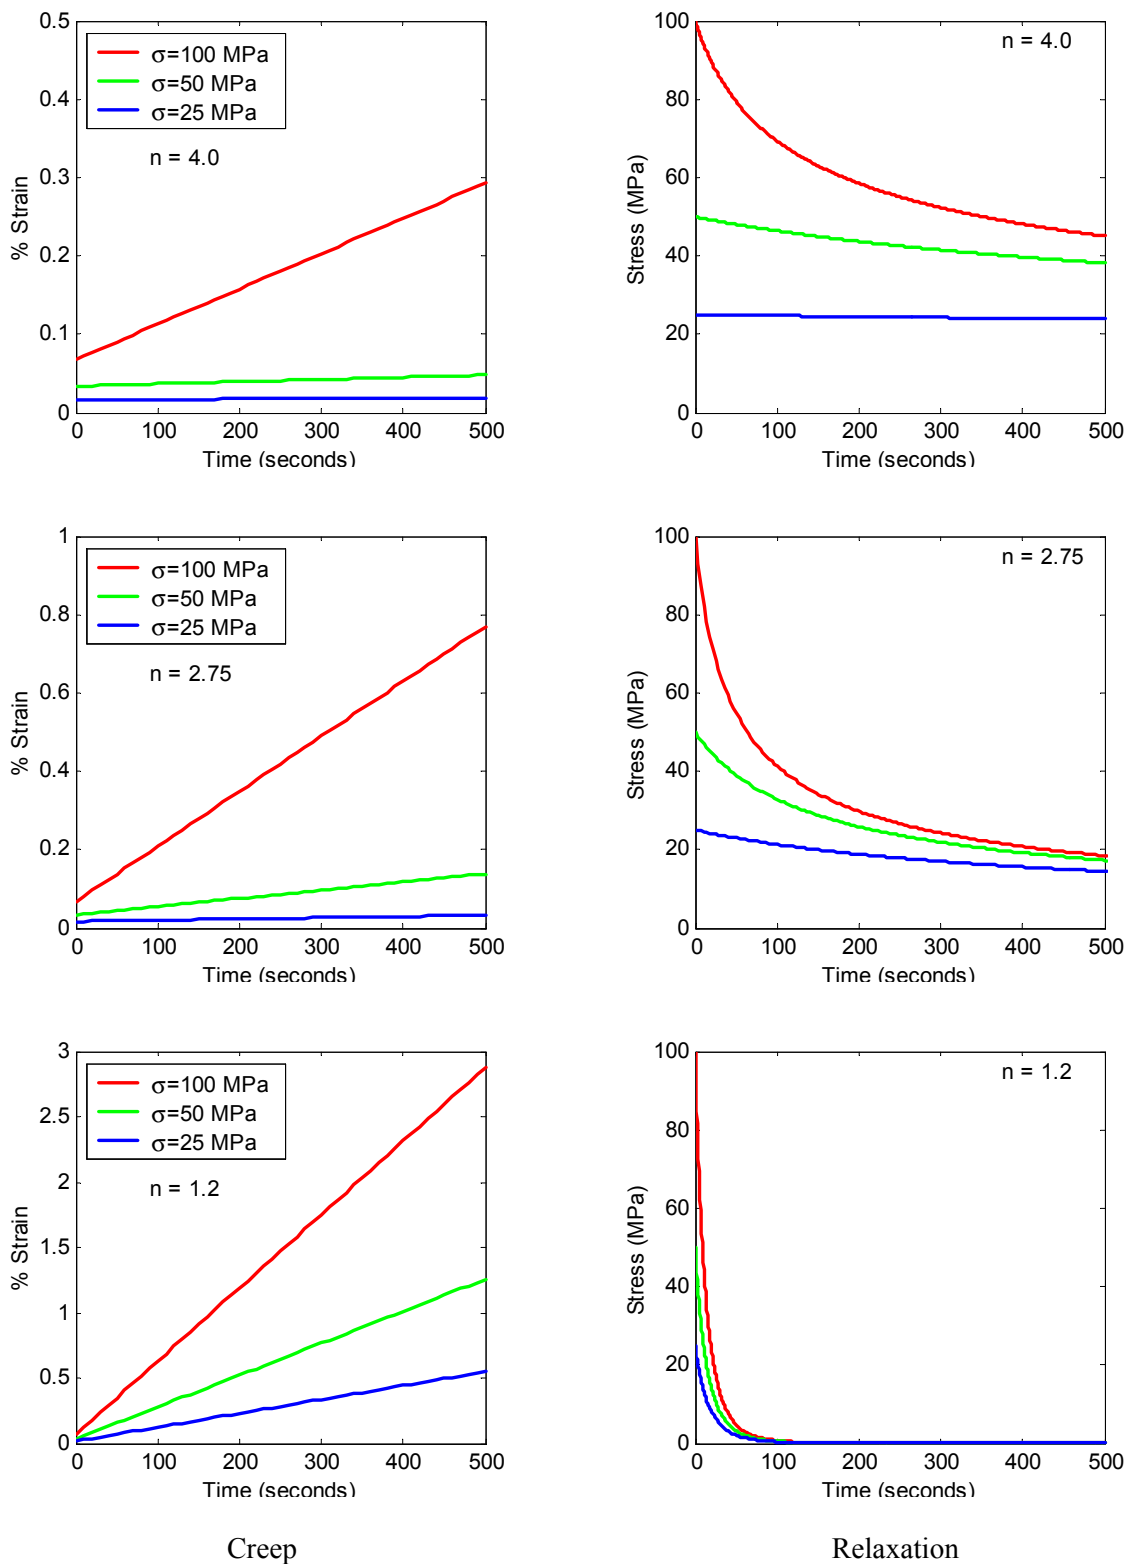 0.5
0.4
0.3
0.2
0.1
0
% Strain
σ=100 MPa
σ=50 MPa
σ=25 MPa
n = 4.0
0 100 200 300 400 500
Time (seconds)
100
80
60
40
20
0
Stress (MPa)
n = 4.0
0 100 200 300 400 500
Time (seconds)
1
0.8
0.6
0.4
0.2
0
% Strain
σ=100 MPa
σ=50 MPa
σ=25 MPa
n = 2.75
0 100 200 300 400 500
Time (seconds)
100
80
60
40
20
0
Stress (MPa)
n = 2.75
0 100 200 300 400 500
Time (seconds)
3
2.5
2
1.5
1
0.5
0
% Strain
σ=100 MPa
σ=50 MPa
σ=25 MPa
n = 1.2
0 100 200 300 400 500
Time (seconds)
100
80
60
40
20
0
Stress (MPa)
n = 1.2
0 100 200 300 400 500
Time (seconds)
Creep
Relaxation